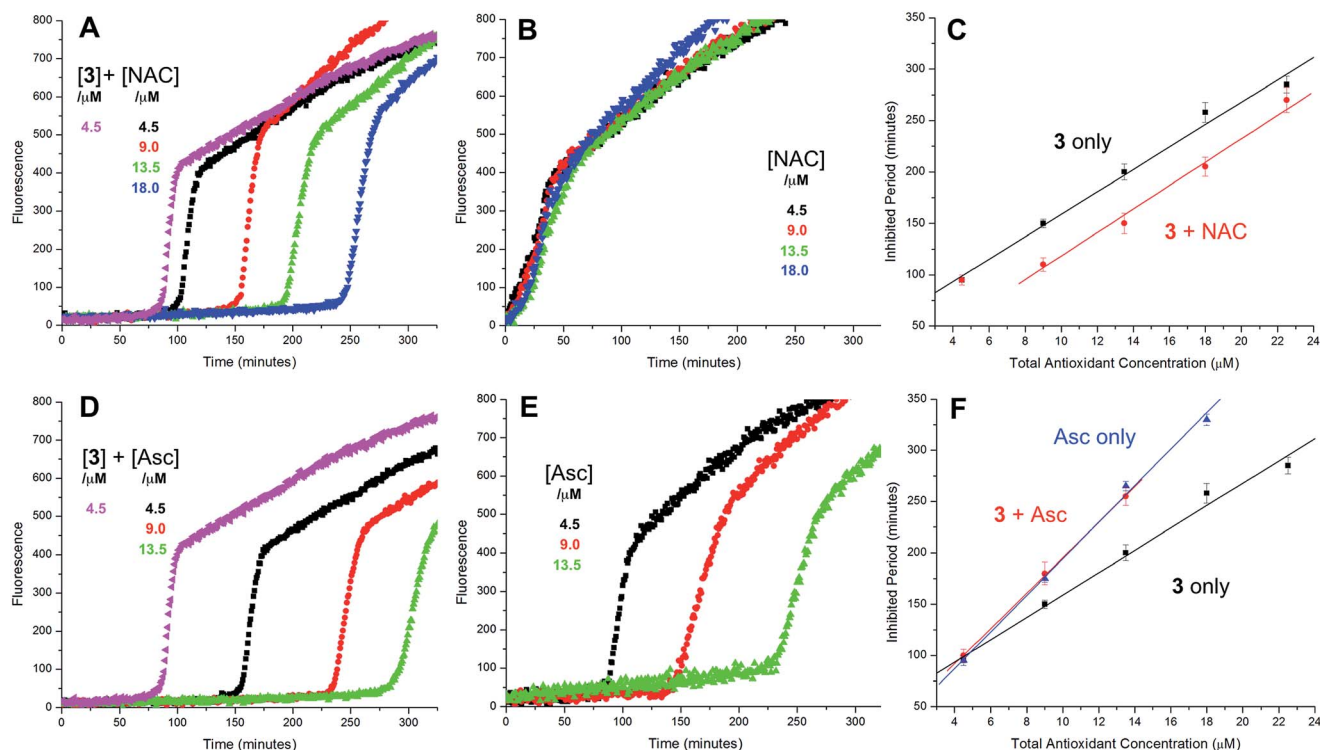 A
[3]+ [NAC]
/μM /μM
4.5 4.5
9.0
13.5
18.0
Fluorescence
800
700
600
500
400
300
200
100
0
0 50 100 150 200 250 300
Time (minutes)
B
[NAC]
/μM
4.5
9.0
13.5
18.0
Fluorescence
800
700
600
500
400
300
200
100
0
0 50 100 150 200 250 300
Time (minutes)
C
3 only
3 + NAC
Inhibited Period (minutes)
350
300
250
200
150
100
50
4 6 8 10 12 14 16 18 20 22 24
Total Antioxidant Concentration (μM)
D
[3] + [Asc]
/μM /μM
4.5 4.5
9.0
13.5
Fluorescence
800
700
600
500
400
300
200
100
0
0 50 100 150 200 250 300
Time (minutes)
E
[Asc]
/μM
4.5
9.0
13.5
Fluorescence
800
700
600
500
400
300
200
100
0
0 50 100 150 200 250 300
Time (minutes)
F
Asc only
3 + Asc
3 only
Inhibited Period (minutes)
350
300
250
200
150
100
50
4 6 8 10 12 14 16 18 20 22 24
Total Antioxidant Concentration (μM)